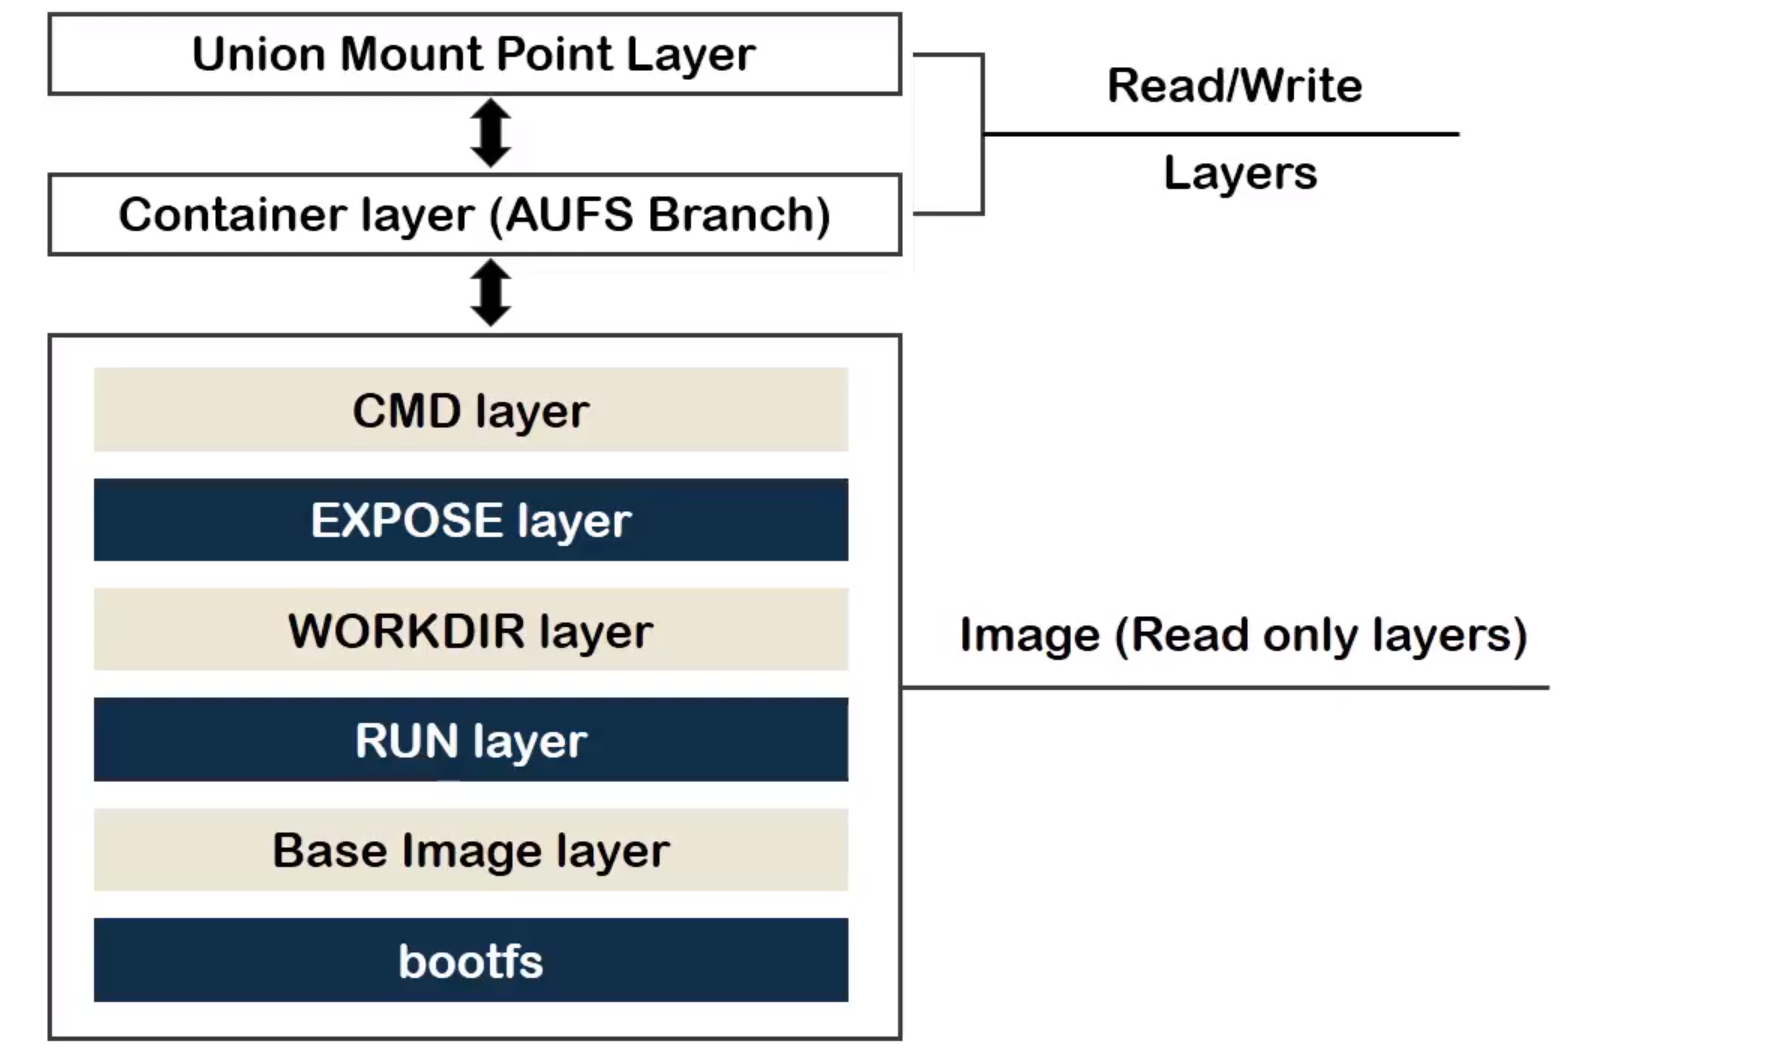 Union Mount Point Layer
Read/Write
Layers
Container layer (AUFS Branch)
CMD layer
EXPOSE layer
WORKDIR layer
Image (Read only layers)
RUN layer
Base Image layer
bootfs